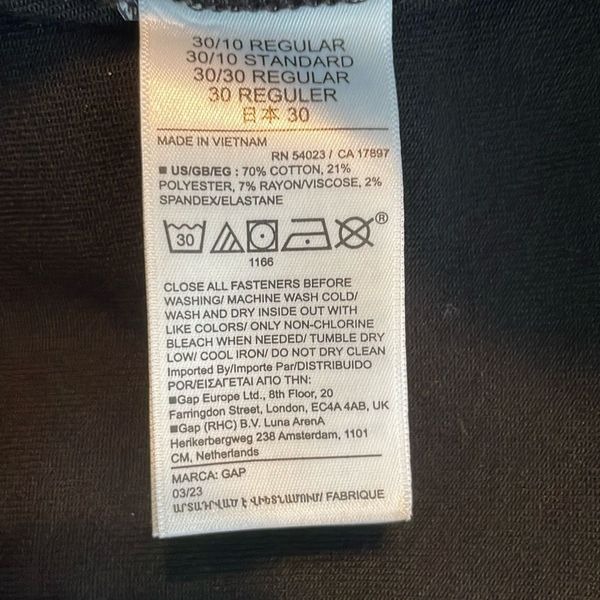 30/10 REGULAR
30/10 STANDARD
30/30 REGULAR
30 REGULER
日本 30
MADE IN VIETNAM
RN 54023 / CA 17897
■ US/GB/EG : 70% COTTON, 21%
POLYESTER, 7% RAYON/VISCOSE, 2%
SPANDEX/ELASTANE
30 ®
1166
CLOSE ALL FASTENERS BEFORE
WASHING/ MACHINE WASH COLD/
WASH AND DRY INSIDE OUT WITH
LIKE COLORS/ ONLY NON-CHLORINE
BLEACH WHEN NEEDED/ TUMBLE DRY
LOW/ COOL IRON/ DO NOT DRY CLEAN
Imported By/Importe Par/DISTRIBUIDO
POR/ΕΙΣΑΓΕΤΑΙ ΑΠΟ ΤΗΝ:
■Gap Europe Ltd., 8th Floor, 20
Farringdon Street, London, EC4A 4AB, UK
■Gap (RHC) B.V. Luna ArenA
Herikerbergweg 238 Amsterdam, 1101
CM, Netherlands
MARCA: GAP
03/23
ԱՐՏԱԴՐՎԱԾ Է ՎԻԵՏՆԱՄՈՒՄ/ FABRIQUE